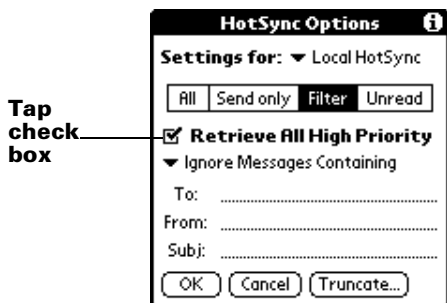 HotSync Options
Settings for: Local HotSync
All Send only Filter Unread
Tap
check
box
Retrieve All High Priority
Ignore Messages Containing
To:
From:
Subj:
OK Cancel Truncate...